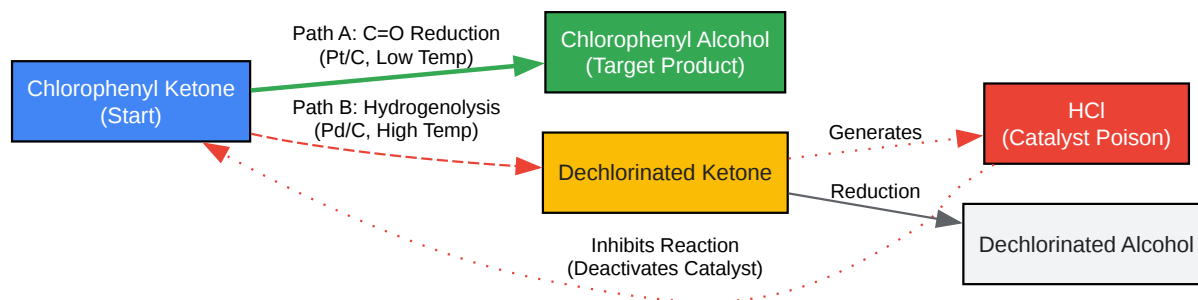 Path A: C=O Reduction
(Pt/C, Low Temp)
Chlorophenyl Alcohol
(Target Product)
Chlorophenyl Ketone
(Start)
Path B: Hydrogenolysis
(Pd/C, High Temp)
HCl
(Catalyst Poison)
Generates
Dechlorinated Ketone
Reduction
Dechlorinated Alcohol
Inhibits Reaction
(Deactivates Catalyst)